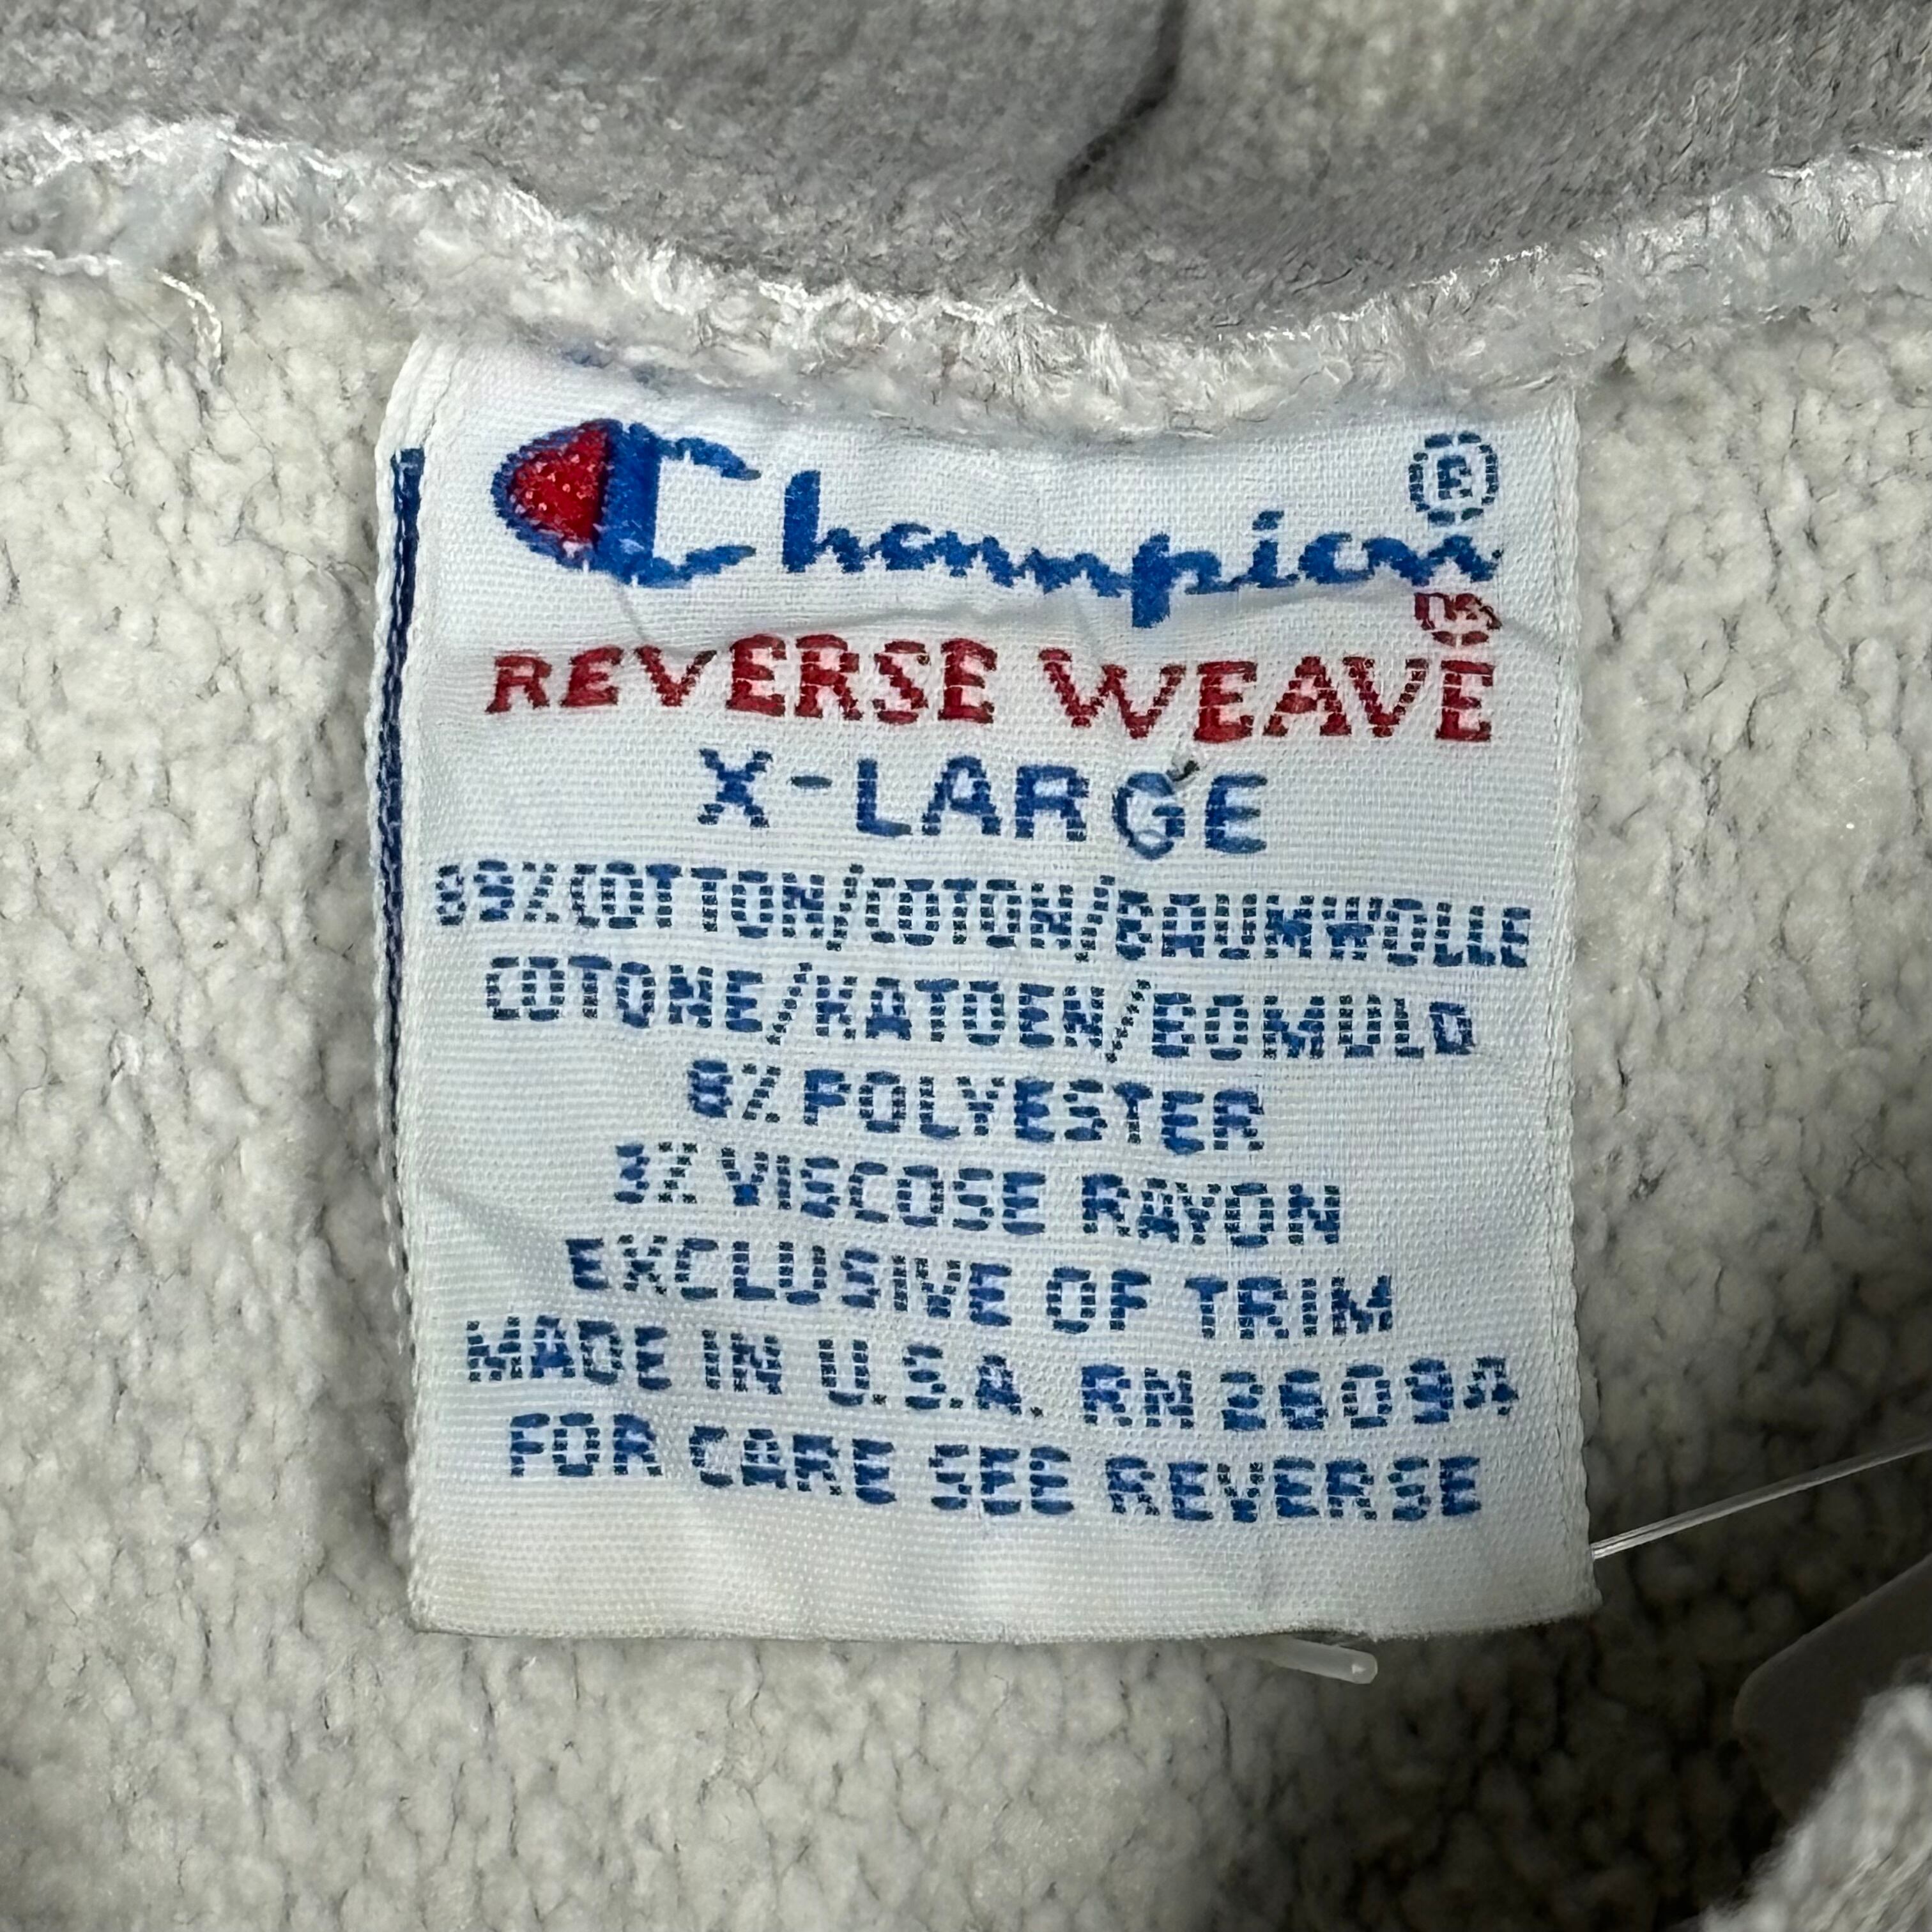 Champion®
REVERSE WEAVE®
X-LARGE
89% COTTON/COTON/BAUMWOLLE
COTONE/KATOEN/BOMULD
8% POLYESTER
3% VISCOSE RAYON
EXCLUSIVE OF TRIM
MADE IN U.S.A. RN 26094
FOR CARE SEE REVERSE